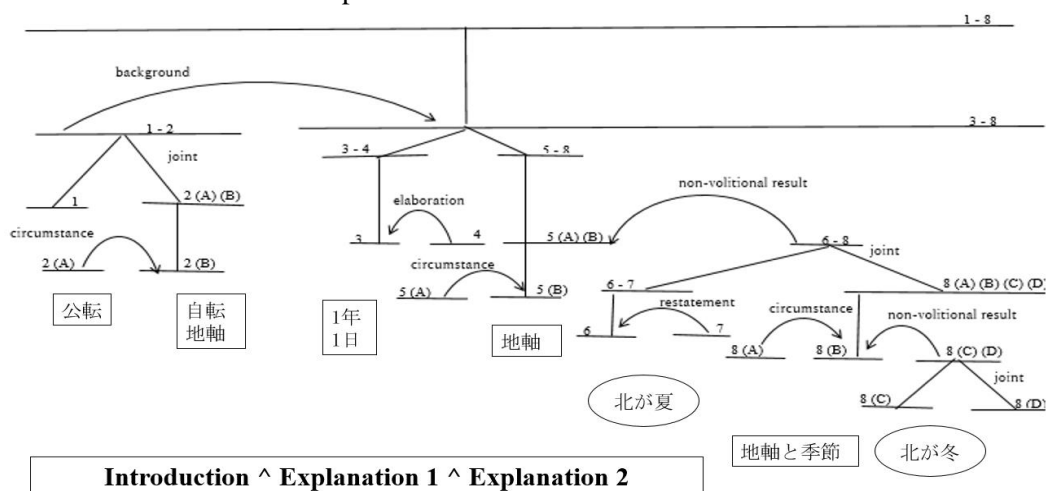 1 - 8
background
1 - 2
3 - 8
joint
3 - 4
5 - 8
non-volitional result
1
2 (A) (B)
elaboration
circumstance
3
4
5 (A) (B)
6 - 8
joint
2 (A)
2 (B)
circumstance
5 (A)
5 (B)
6 - 7
8 (A) (B) (C) (D)
restatement
circumstance
non-volitional result
公転
自転
地軸
1年
1日
地軸
6
7
8 (A)
8 (B)
8 (C) (D)
joint
8 (C)
8 (D)
北が夏
地軸と季節
北が冬
Introduction ^ Explanation 1 ^ Explanation 2